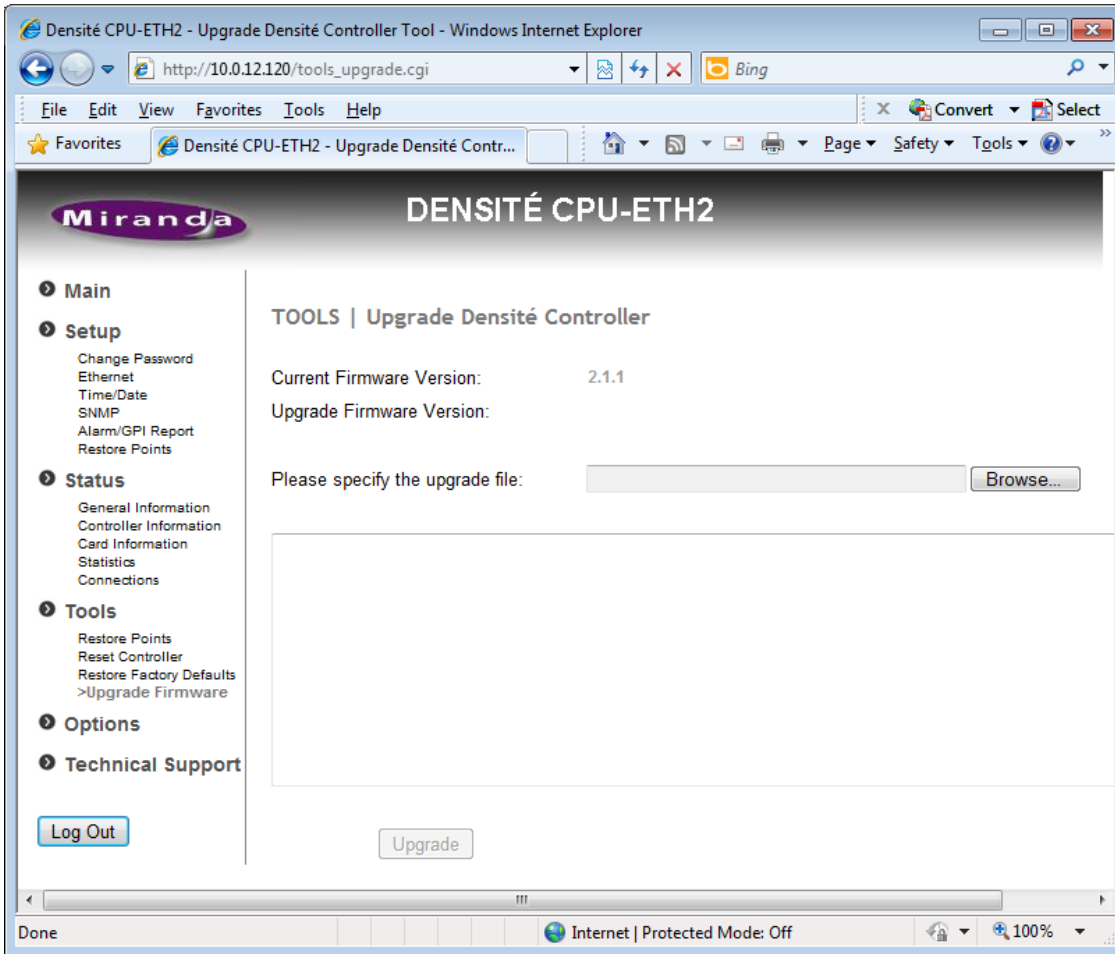 Densité CPU-ETH2 - Upgrade Densité Controller Tool - Windows Internet Explorer
http://10.0.12.120/tools_upgrade.cgi
Bing
File Edit View Favorites Tools Help
Convert Select
Favorites
Densité CPU-ETH2 - Upgrade Densité Contr...
Page Safety Tools
Miranda
DENSITÉ CPU-ETH2
Main
Setup
Change Password
Ethernet
Time/Date
SNMP
Alarm/GPI Report
Restore Points
Status
General Information
Controller Information
Card Information
Statistics
Connections
Tools
Restore Points
Reset Controller
Restore Factory Defaults
>Upgrade Firmware
Options
Technical Support
Log Out
TOOLS | Upgrade Densité Controller
Current Firmware Version: 2.1.1
Upgrade Firmware Version:
Please specify the upgrade file:
Browse...
Upgrade
Done
Internet | Protected Mode: Off
100%